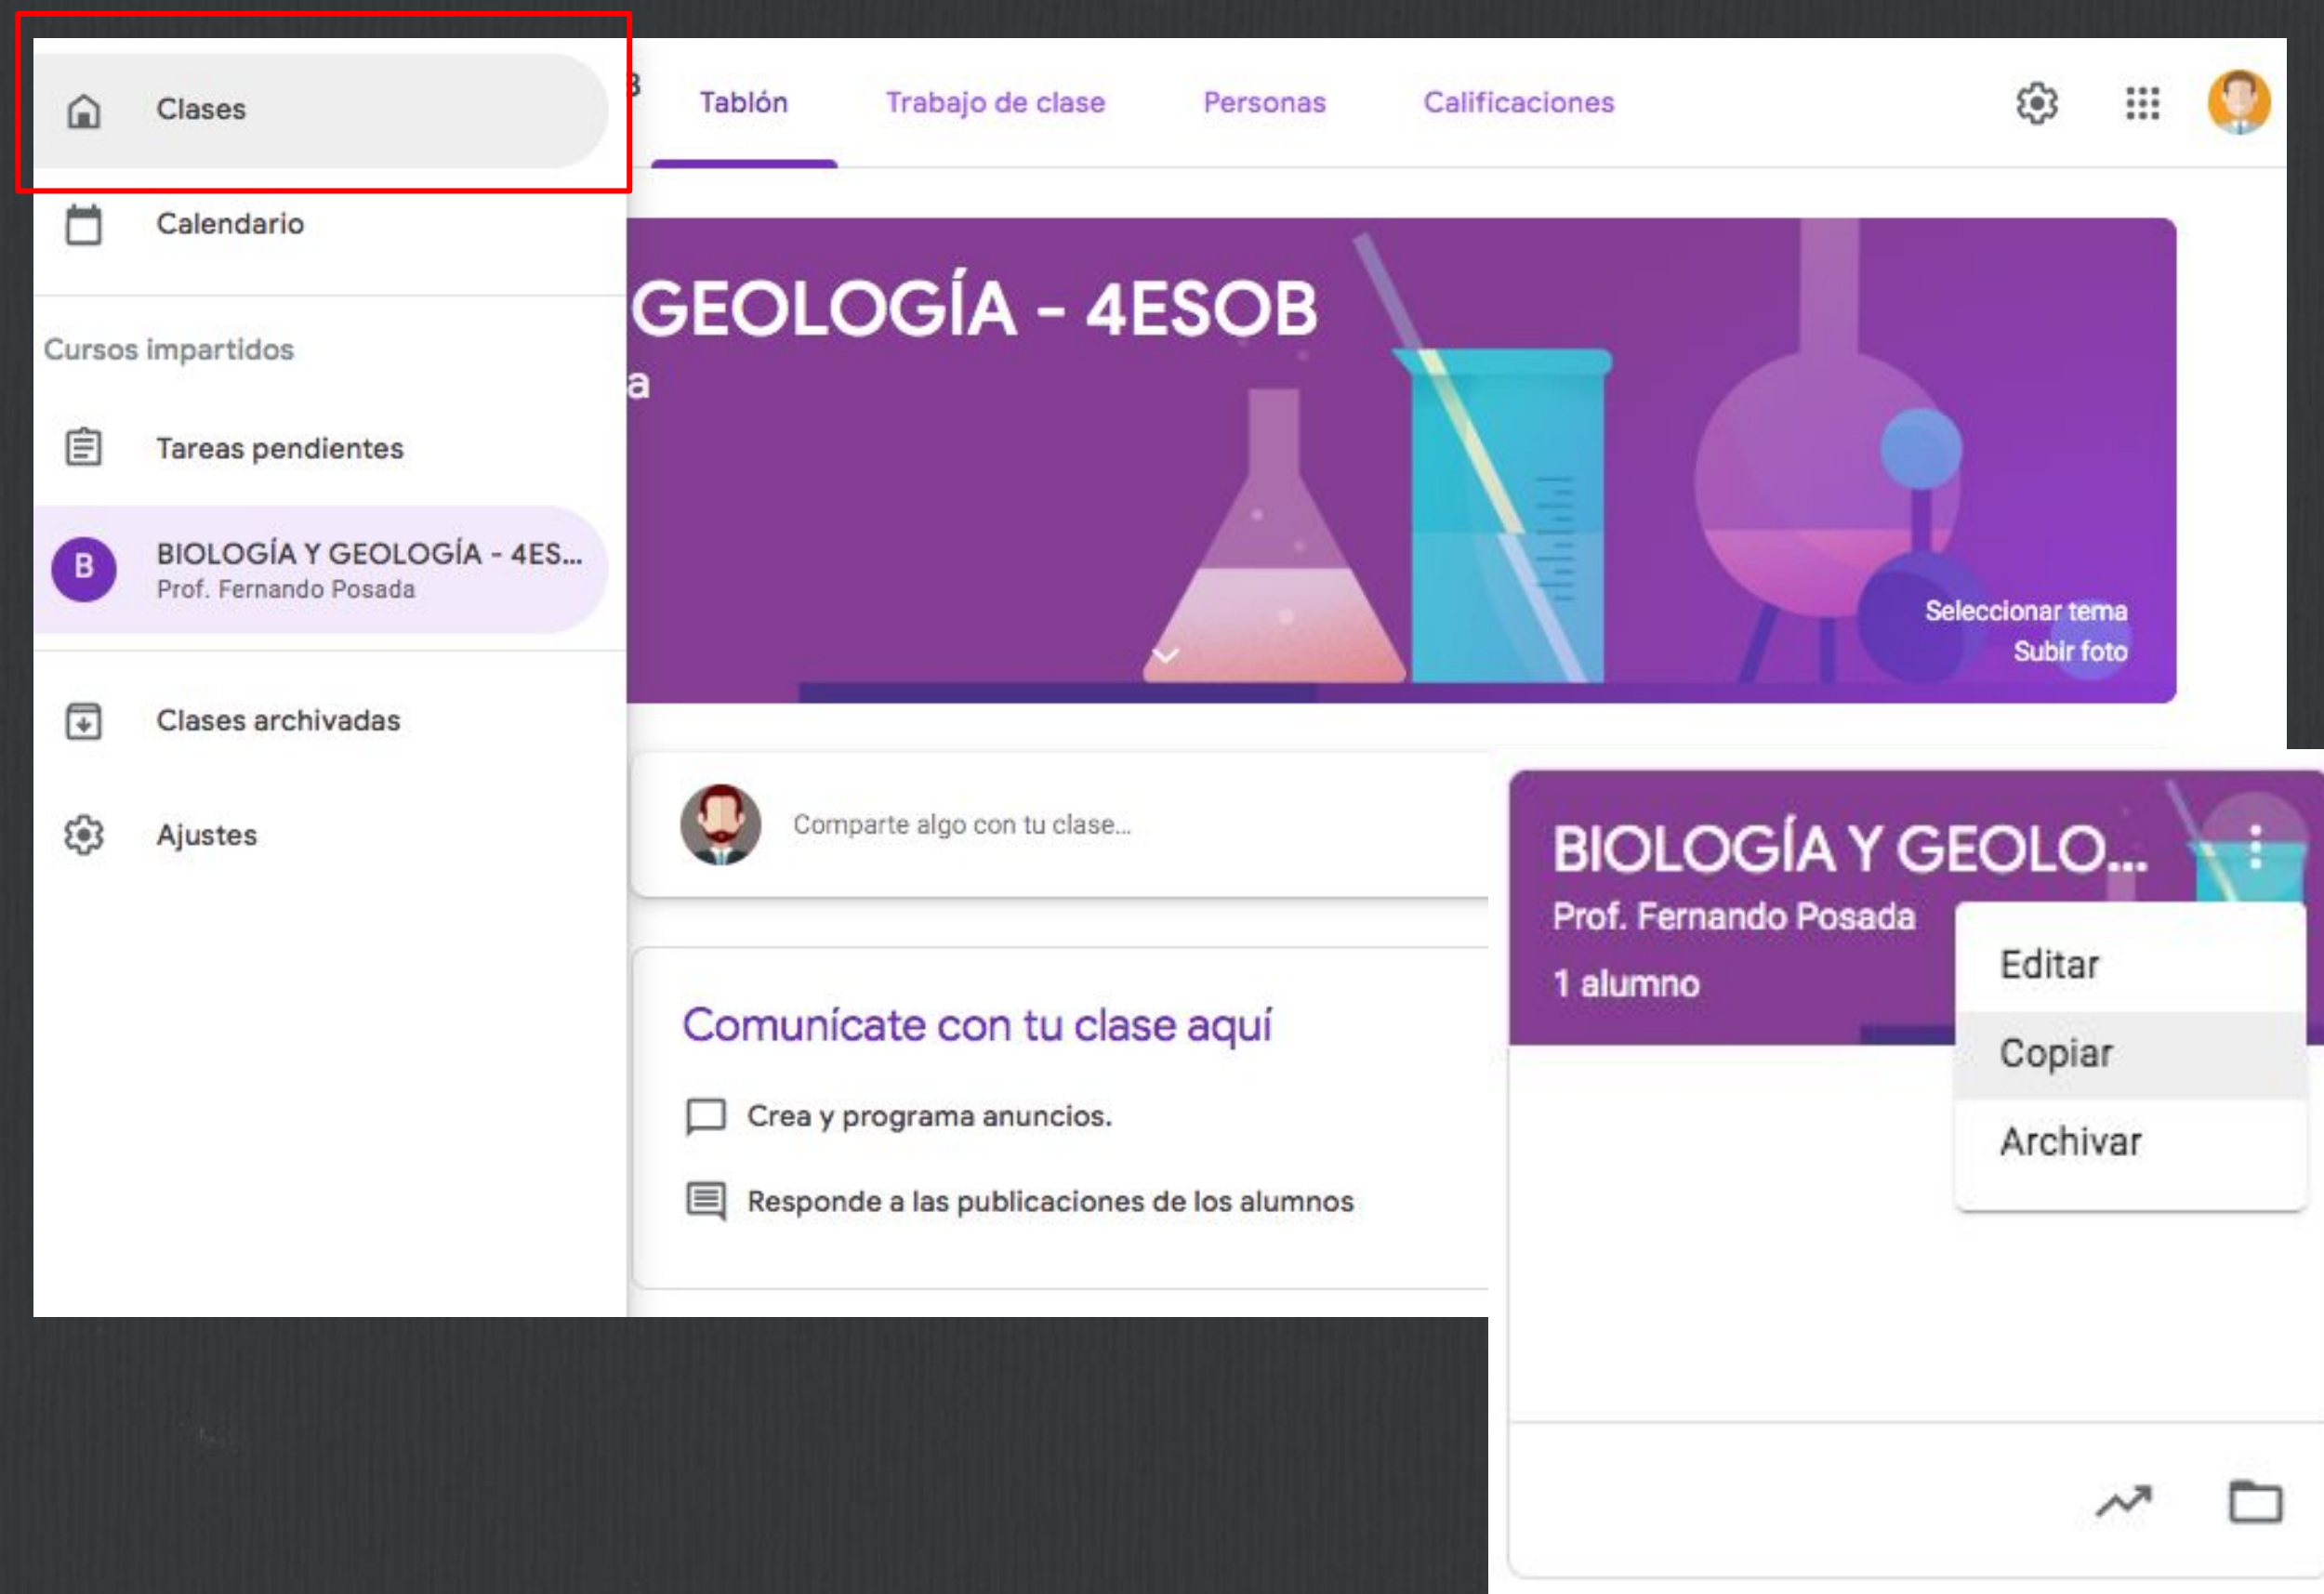 Clases
Calendario
Cursos impartidos
Tareas pendientes
B
BIOLOGÍA Y GEOLOGÍA - 4ES...
Prof. Fernando Posada
Clases archivadas
Ajustes
Tablón Trabajo de clase Personas Calificaciones
GEOLOGÍA - 4ESOB
a
Seleccionar tema
Subir foto
Comparte algo con tu clase...
Comunícate con tu clase aquí
Crea y programa anuncios.
Responde a las publicaciones de los alumnos
BIOLOGÍA Y GEOLO...
Prof. Fernando Posada
1 alumno
Editar
Copiar
Archivar